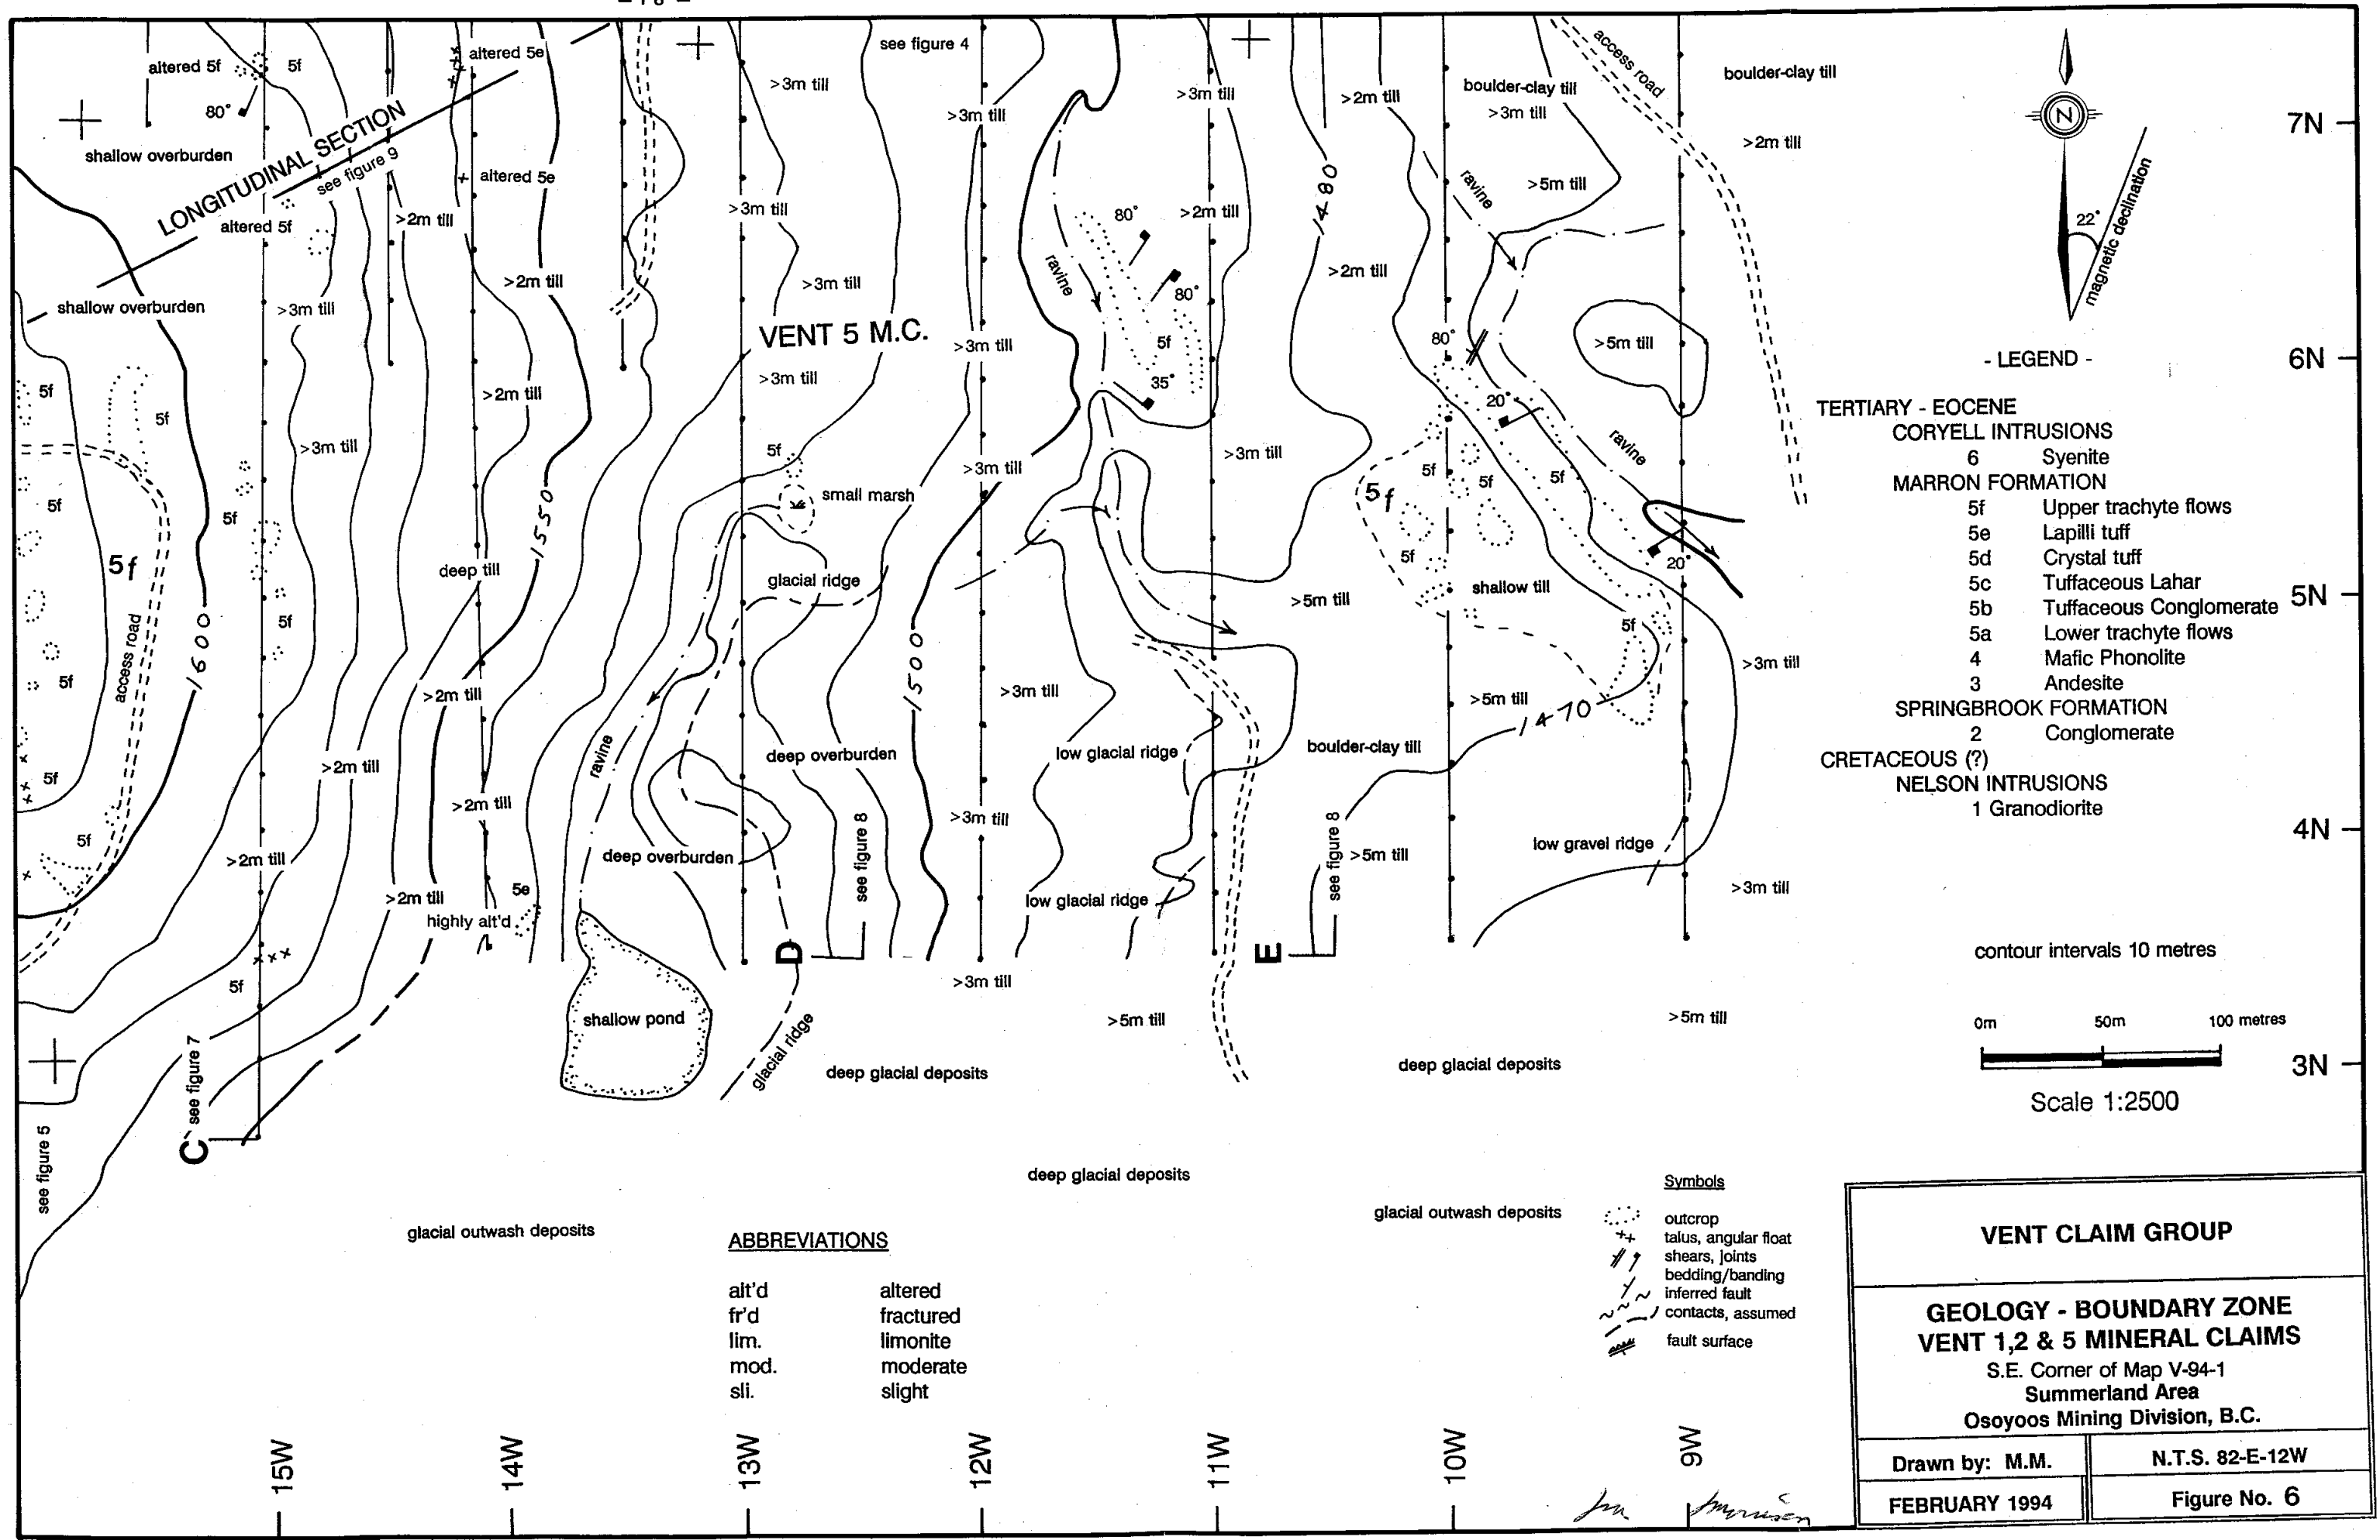 see figure 4
altered 5f
5f
altered 5e
80°
>3m till
>3m till
>3m till
>2m till
boulder-clay till
>3m till
access road
boulder-clay till
>2m till
N
22°
magnetic declination
7N
shallow overburden
LONGITUDINAL SECTION
see figure 9
altered 5e
altered 5f
>2m till
>3m till
80°
>2m till
1480
ravine
>5m till
shallow overburden
>3m till
>2m till
>3m till
ravine
80°
>2m till
VENT 5 M.C.
>3m till
5f
80°
>5m till
6N
5f
5f
>2m till
>3m till
35°
20°
>3m till
5f
>3m till
>3m till
ravine
5f
5f
1550
small marsh
5f
5f
5f
5f
5f
5f
deep till
glacial ridge
5f
shallow till
20°
5N
access road
1600
5f
>5m till
5f
5f
>2m till
1500
>3m till
>5m till
>3m till
1470
ravine
5f
>2m till
deep overburden
low glacial ridge
boulder-clay till
>2m till
see figure 8
>3m till
see figure 8
4N
5f
>2m till
deep overburden
>5m till
low gravel ridge
>2m till
5e
low glacial ridge
>3m till
highly alt'd
D
E
5f
>3m till
shallow pond
glacial ridge
>5m till
>5m till
see figure 7
C
deep glacial deposits
deep glacial deposits
3N
see figure 5
deep glacial deposits
glacial outwash deposits
glacial outwash deposits
- LEGEND -
TERTIARY - EOCENE
CORYELL INTRUSIONS
6 Syenite
MARRON FORMATION
5f Upper trachyte flows
5e Lapilli tuff
5d Crystal tuff
5c Tuffaceous Lahar
5b Tuffaceous Conglomerate
5a Lower trachyte flows
4 Mafic Phonolite
3 Andesite
SPRINGBROOK FORMATION
2 Conglomerate
CRETACEOUS (?)
NELSON INTRUSIONS
1 Granodiorite
contour intervals 10 metres
0m 50m 100 metres
Scale 1:2500
ABBREVIATIONS
alt'd altered
fr'd fractured
lim. limonite
mod. moderate
sli. slight
Symbols
outcrop
talus, angular float
shears, joints
bedding/banding
inferred fault
contacts, assumed
fault surface
VENT CLAIM GROUP
GEOLOGY - BOUNDARY ZONE
VENT 1,2 & 5 MINERAL CLAIMS
S.E. Corner of Map V-94-1
Summerland Area
Osoyoos Mining Division, B.C.
Drawn by: M.M.
N.T.S. 82-E-12W
FEBRUARY 1994
Figure No. 6
15W 14W 13W 12W 11W 10W 9W